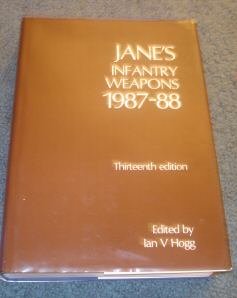 JANE'S
INFANTRY
WEAPONS
1987-88
Thirteenth edition
Edited by
Ian V Hogg